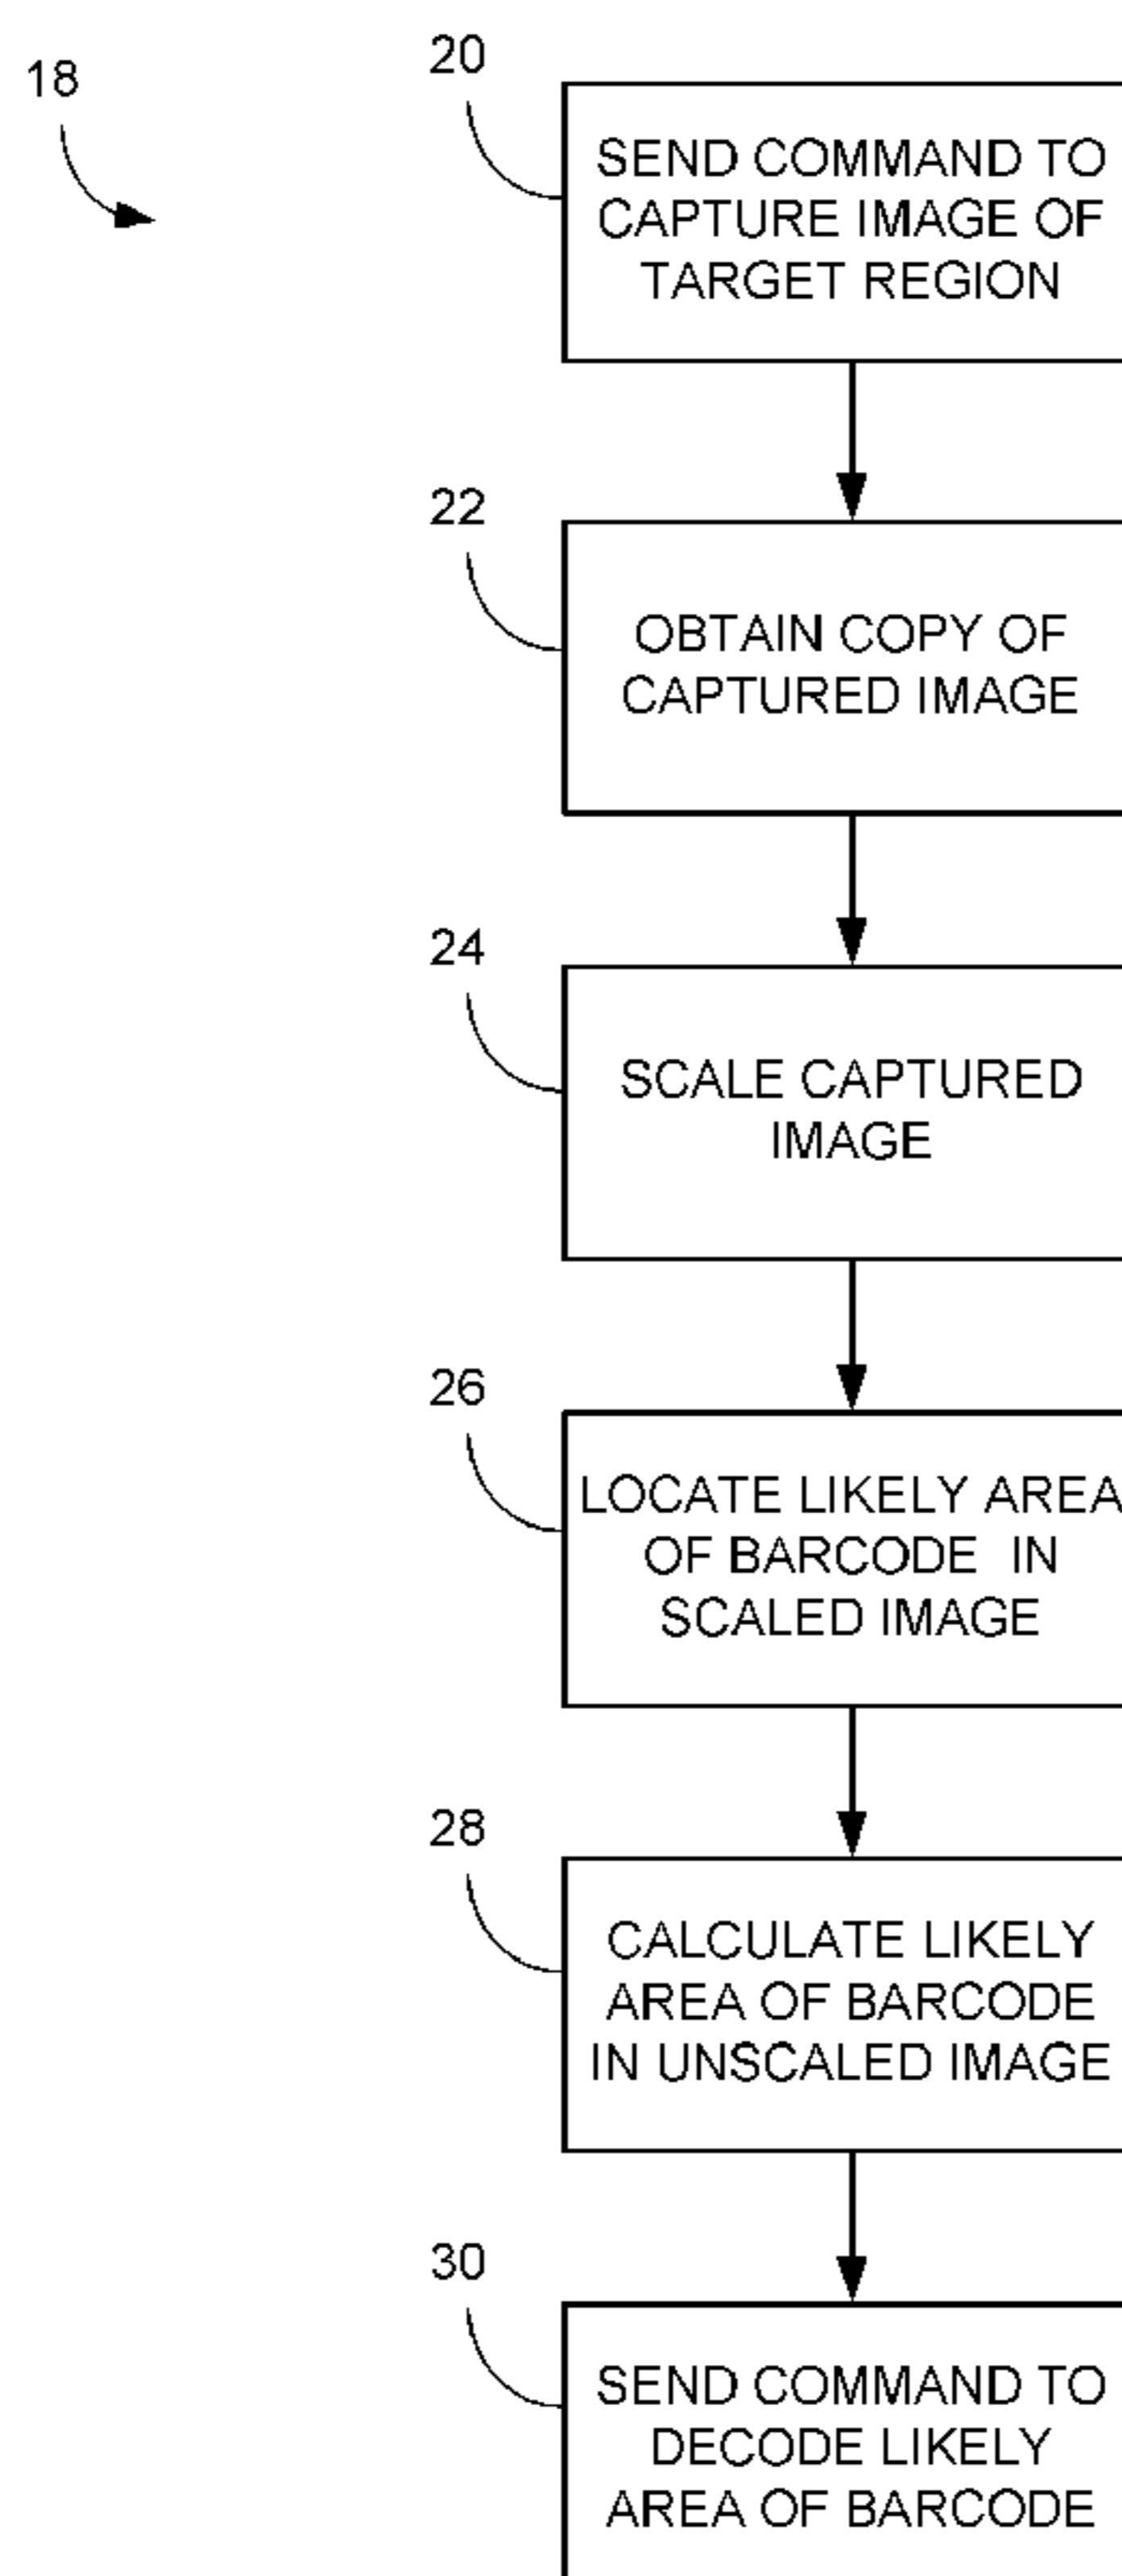 18
20
SEND COMMAND TO
CAPTURE IMAGE OF
TARGET REGION
22
OBTAIN COPY OF
CAPTURED IMAGE
24
SCALE CAPTURED
IMAGE
26
LOCATE LIKELY AREA
OF BARCODE IN
SCALED IMAGE
28
CALCULATE LIKELY
AREA OF BARCODE
IN UNSCALED IMAGE
30
SEND COMMAND TO
DECODE LIKELY
AREA OF BARCODE